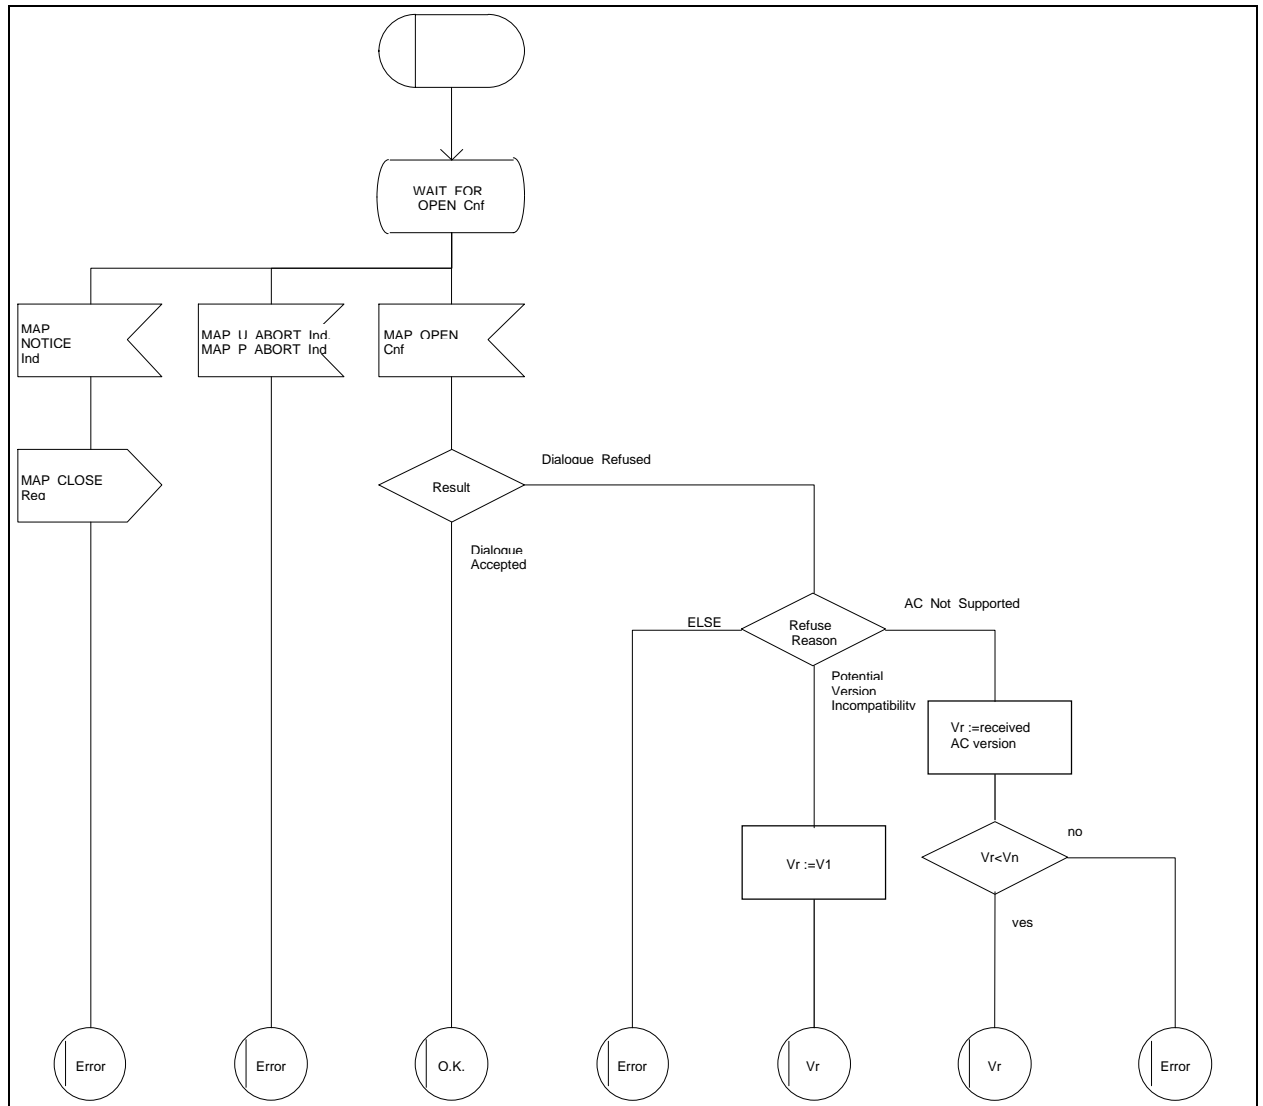 WAIT FOR
OPEN Cnf
MAP
NOTICE
Ind
MAP U ABORT Ind,
MAP P ABORT Ind
MAP OPEN
Cnf
MAP CLOSE
Req
Result
Dialogue Refused
Dialogue
Accepted
ELSE
Refuse
Reason
AC Not Supported
Potential
Version
Incompatibility
Vr :=received
AC version
Vr :=V1
Vr<Vn
no
yes
Error
Error
O.K.
Error
Vr
Vr
Error